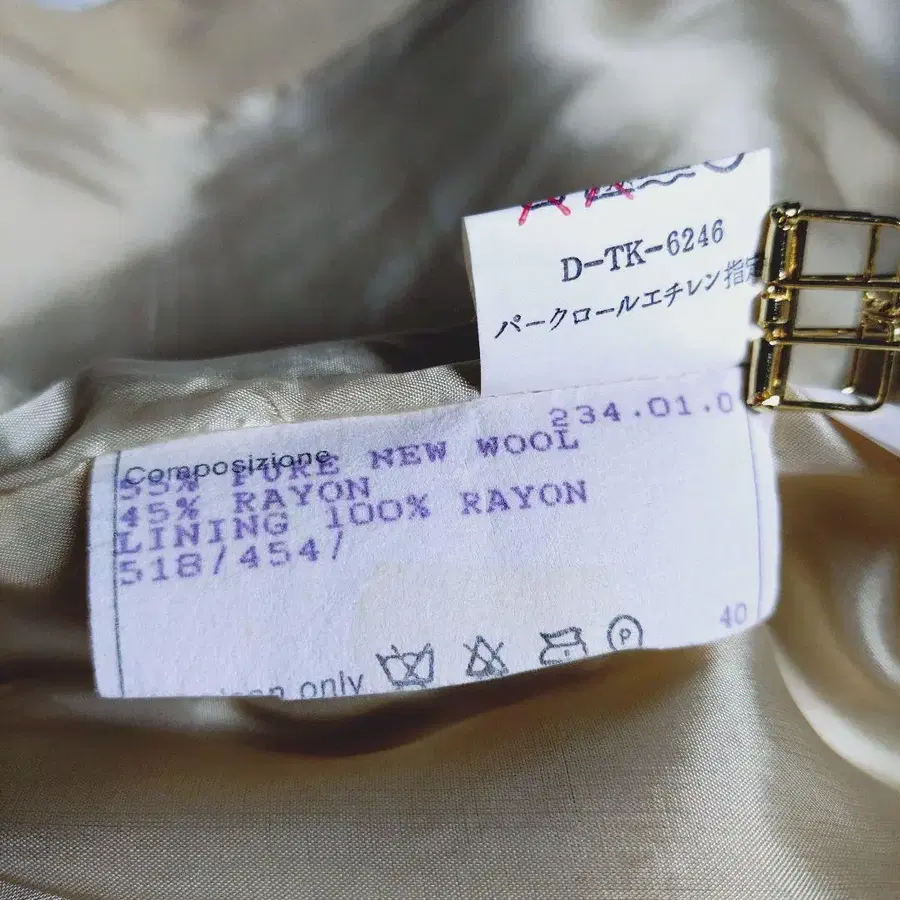 D-TK-6246
パークロールエチレン指定
234.01.0
Composizione
55% PURE NEW WOOL
45% RAYON
LINING 100% RAYON
518/454/
40
only
P